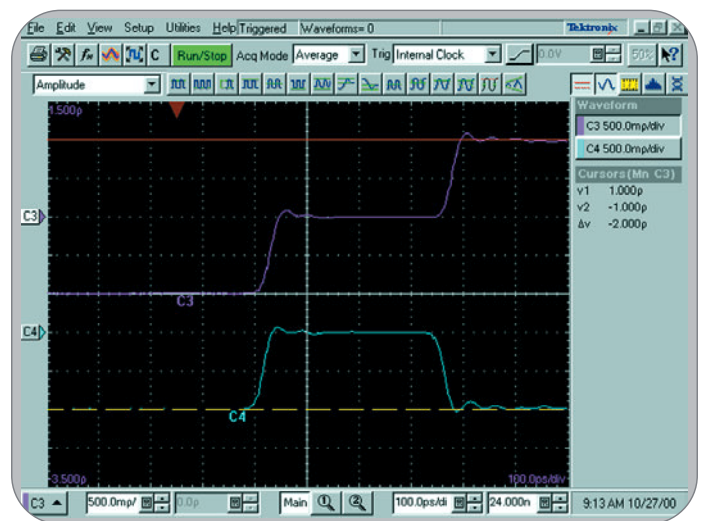 File Edit View Setup Utilities Help Triggered Waveforms= 0 Tektronix
C Run/Stop Acq Mode Average Trig Internal Clock 0.0V 50%
Amplitude
1.500ρ
Waveform
C3 500.0mρ/div
C4 500.0mρ/div
Cursors(Mn C3)
v1 1.000ρ
v2 -1.000ρ
Δv -2.000ρ
C3
C3
C4
C4
-3.500ρ 100.0ps/div
C3 500.0mρ/ 0.0ρ Main 1 2 100.0ps/di 24.000n 9:13 AM 10/27/00